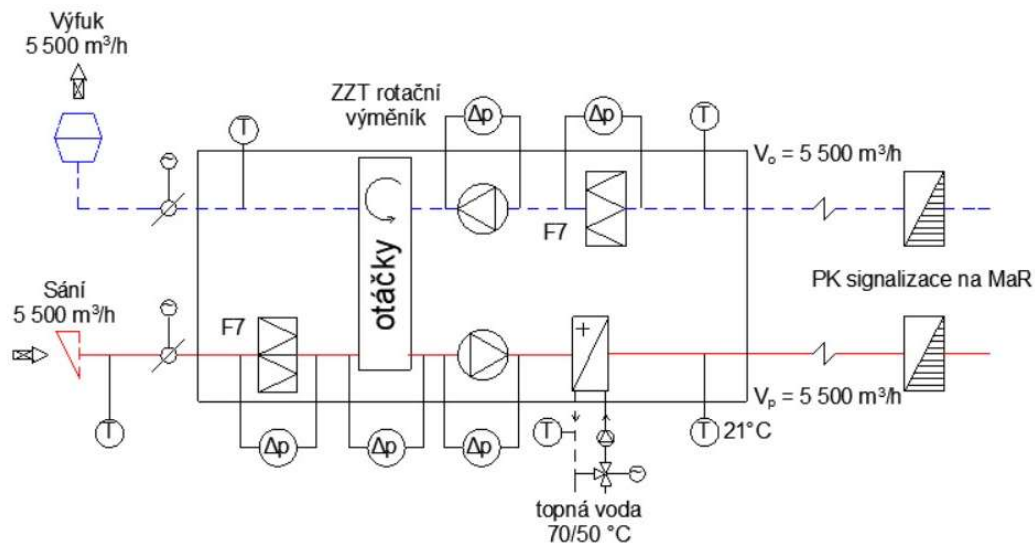 Výfuk
5 500 m³/h
ZZT rotační
výměník
Δp
Δp
T
T
~
V₀ = 5 500 m³/h
F7
otáčky
Sání
5 500 m³/h
~
F7
PK signalizace na MaR
+
Vₚ = 5 500 m³/h
T
Δp
Δp
Δp
T
T
21°C
~
topná voda
70/50 °C